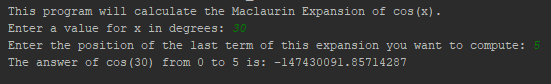 This program will calculate the Maclaurin Expansion of cos(x).
Enter a value for x in degrees: 30
Enter the position of the last term of this expansion you want to compute: 5
The answer of cos(30) from 0 to 5 is: -147430091.85714287